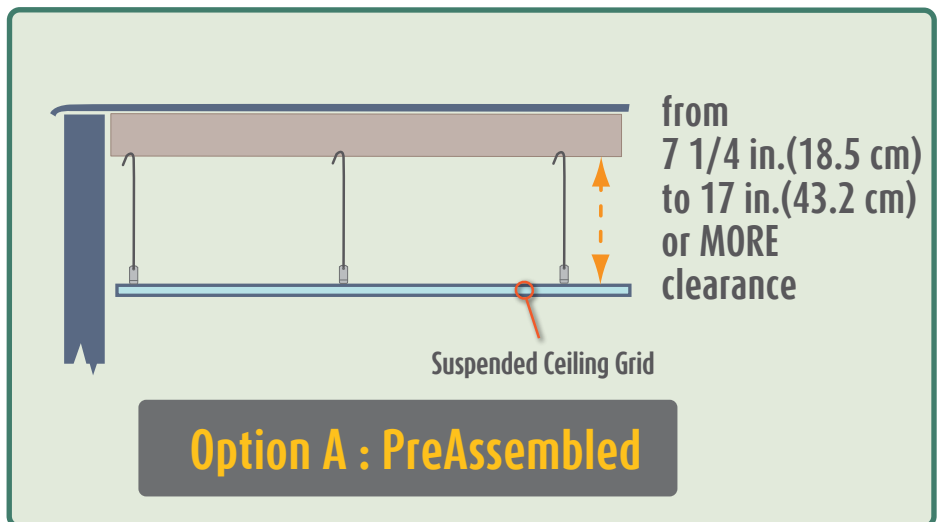 from
7 1/4 in.(18.5 cm)
to 17 in.(43.2 cm)
or MORE
clearance
Suspended Ceiling Grid
Option A : PreAssembled